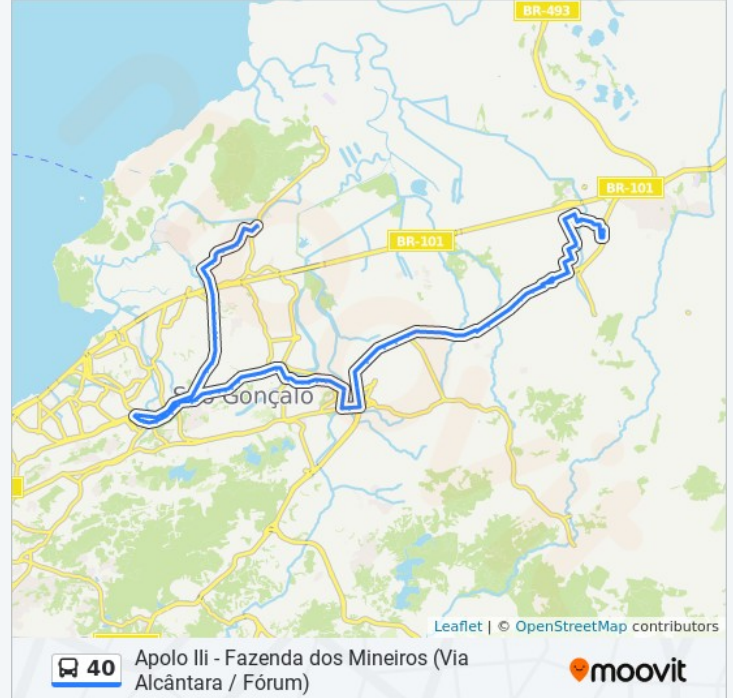 BR-493
BR-101
BR-101
São Gonçalo
Leaflet | © OpenStreetMap contributors
40
Apolo Ili - Fazenda dos Mineiros (Via
Alcântara / Fórum)
moovit